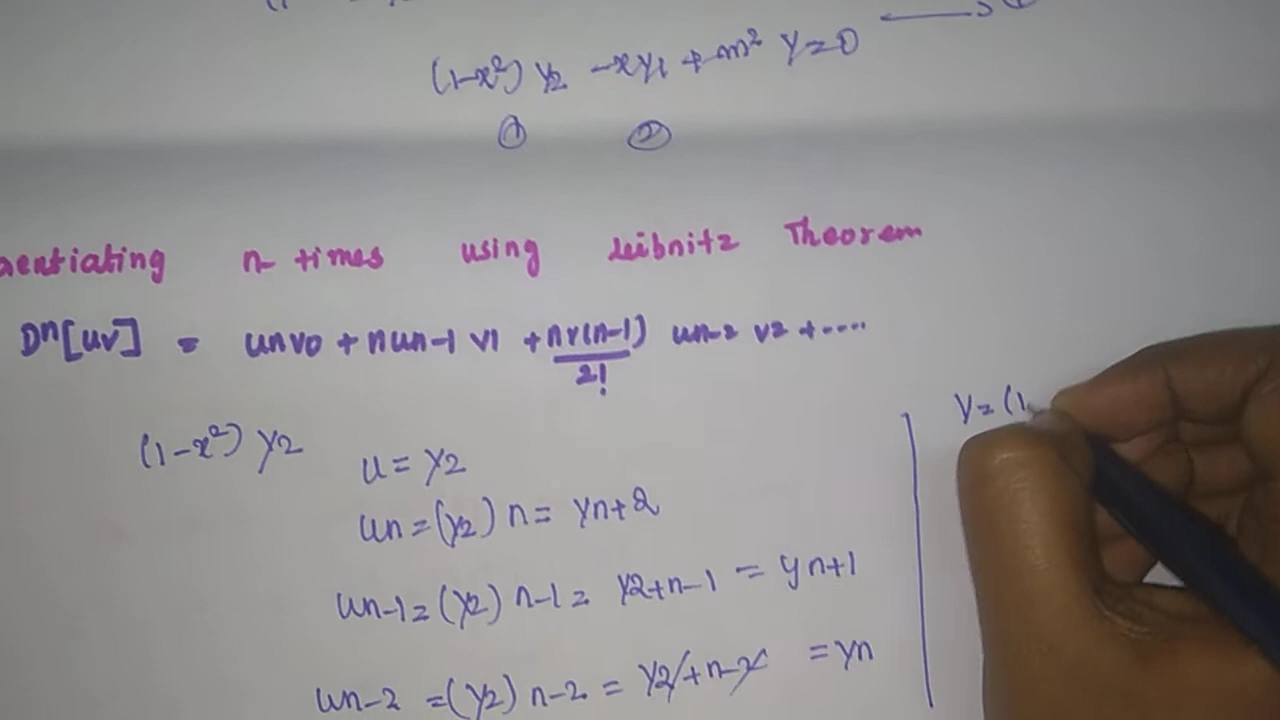 (1-x²) y2 -xy1 + m² y=0
① ②
nentiating n times using Leibnitz Theorem
Dⁿ[uv] = unv0 + nun-1 v1 + n(n-1)/2! un-2 v2 + ....
(1-x²) y2
u = y2
un = (y2) n = yn+2
un-1 = (y2) n-1 = y2+n-1 = yn+1
un-2 = (y2) n-2 = y2+n-2 = yn
y = (1-